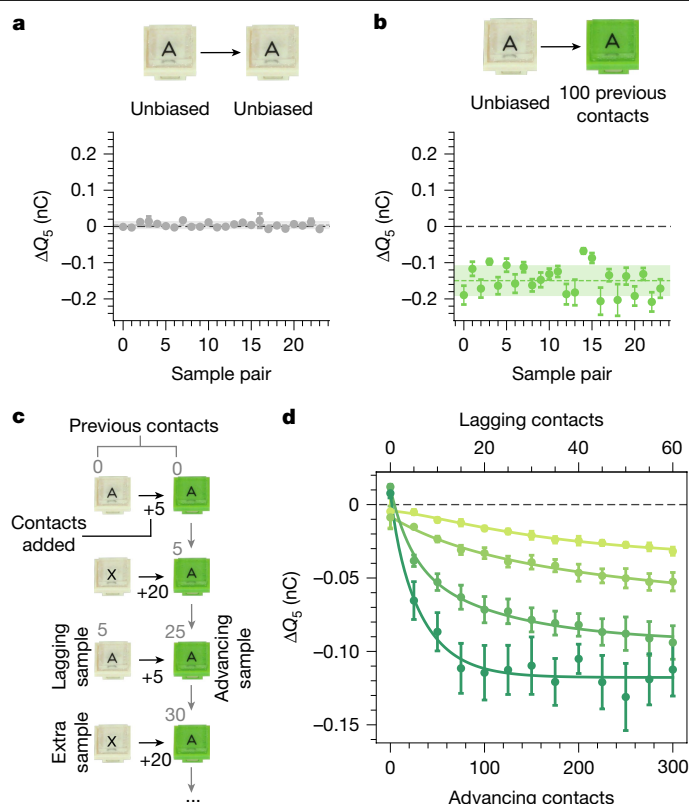 a
A
A
Unbiased
Unbiased
ΔQ5 (nC)
0.2
0.1
0
−0.1
−0.2
0
5
10
15
20
Sample pair
b
A
A
Unbiased
100 previous
contacts
ΔQ5 (nC)
0.2
0.1
0
−0.1
−0.2
0
5
10
15
20
Sample pair
c
Previous contacts
0
0
A
+5
A
Contacts
added
5
X
+20
A
5
25
Lagging
sample
A
+5
A
Advancing
sample
30
Extra
sample
X
+20
A
...
d
Lagging contacts
0
20
40
60
ΔQ5 (nC)
0
−0.05
−0.10
−0.15
0
100
200
300
Advancing contacts